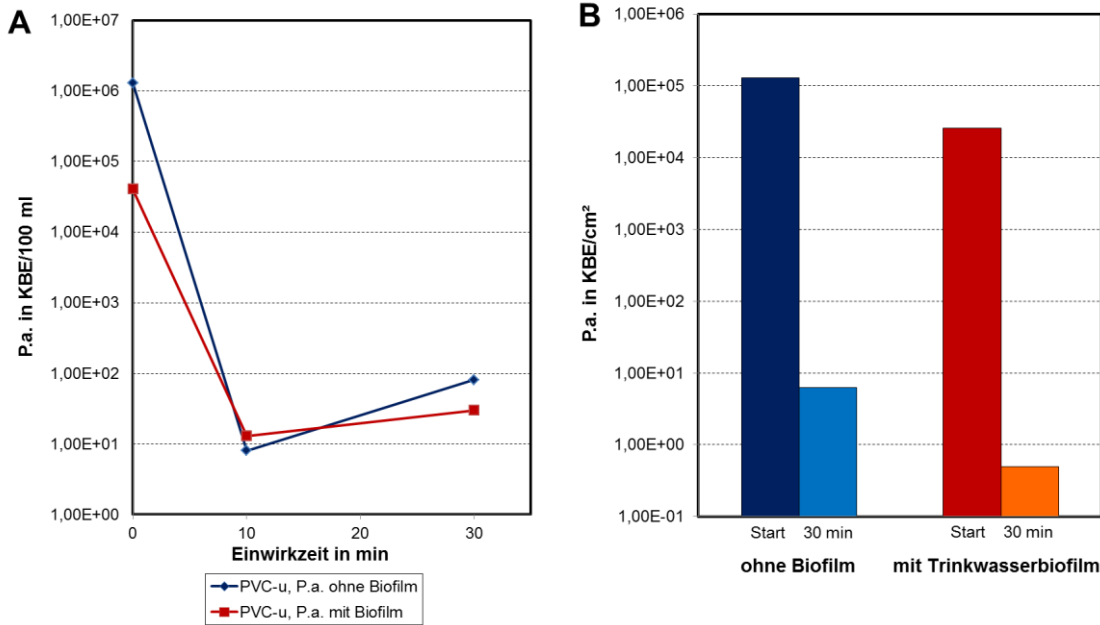 A
P.a. in KBE/100 ml
1,00E+07
1,00E+06
1,00E+05
1,00E+04
1,00E+03
1,00E+02
1,00E+01
1,00E+00
0
10
20
30
Einwirkzeit in min
PVC-u, P.a. ohne Biofilm
PVC-u, P.a. mit Biofilm
B
P.a. in KBE/cm²
1,00E+06
1,00E+05
1,00E+04
1,00E+03
1,00E+02
1,00E+01
1,00E+00
1,00E-01
Start 30 min
Start 30 min
ohne Biofilm
mit Trinkwasserbiofilm